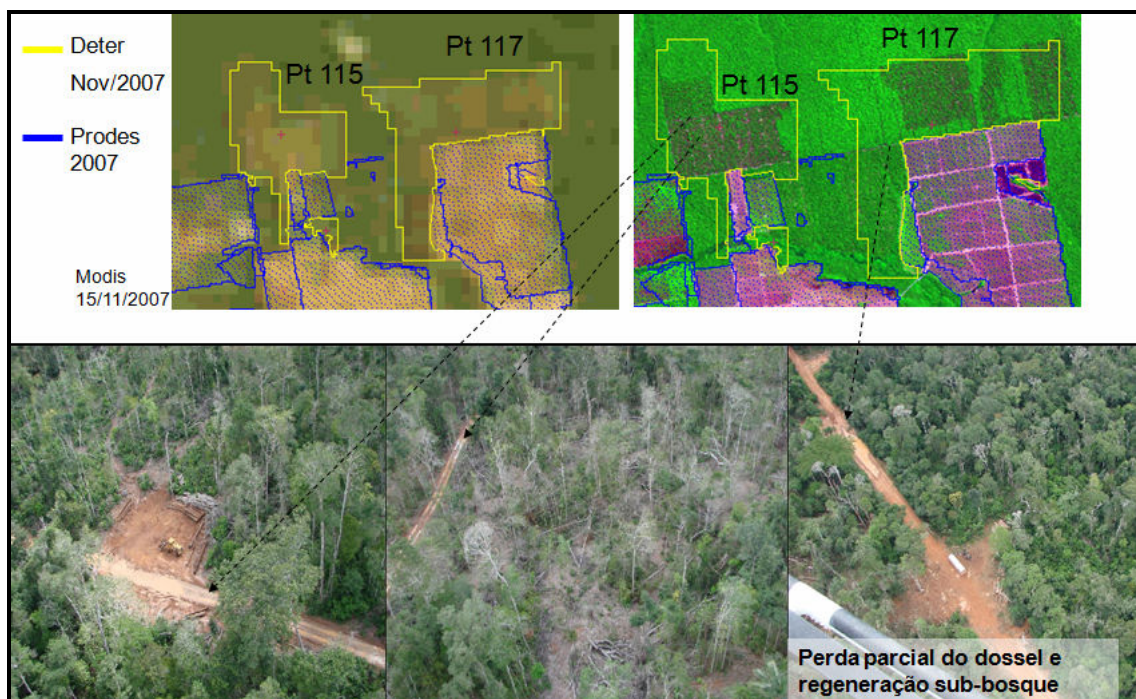 Deter
Nov/2007
Prodes
2007
Modis
15/11/2007
Pt 115
Pt 117
Pt 115
Pt 117
Perda parcial do dossel e
regeneração sub-bosque